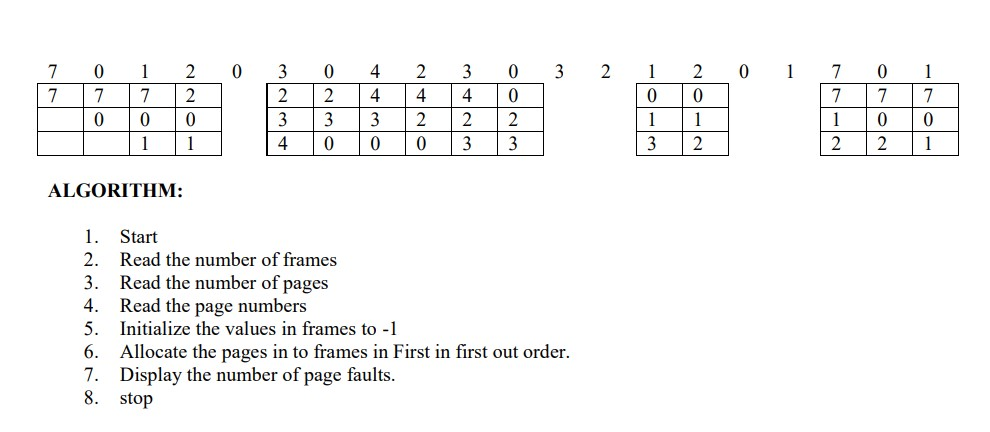 7 0 1 2 0 3 0 4 2 3 0 3 2 1 2 0 1 7 0 1
7 7 7 2 2 2 4 4 4 0 0 0 7 7 7
0 0 0 3 3 3 2 2 2 1 1 1 0 0
1 1 4 0 0 0 3 3 3 2 2 2 1
ALGORITHM:
1. Start
2. Read the number of frames
3. Read the number of pages
4. Read the page numbers
5. Initialize the values in frames to -1
6. Allocate the pages in to frames in First in first out order.
7. Display the number of page faults.
8. stop